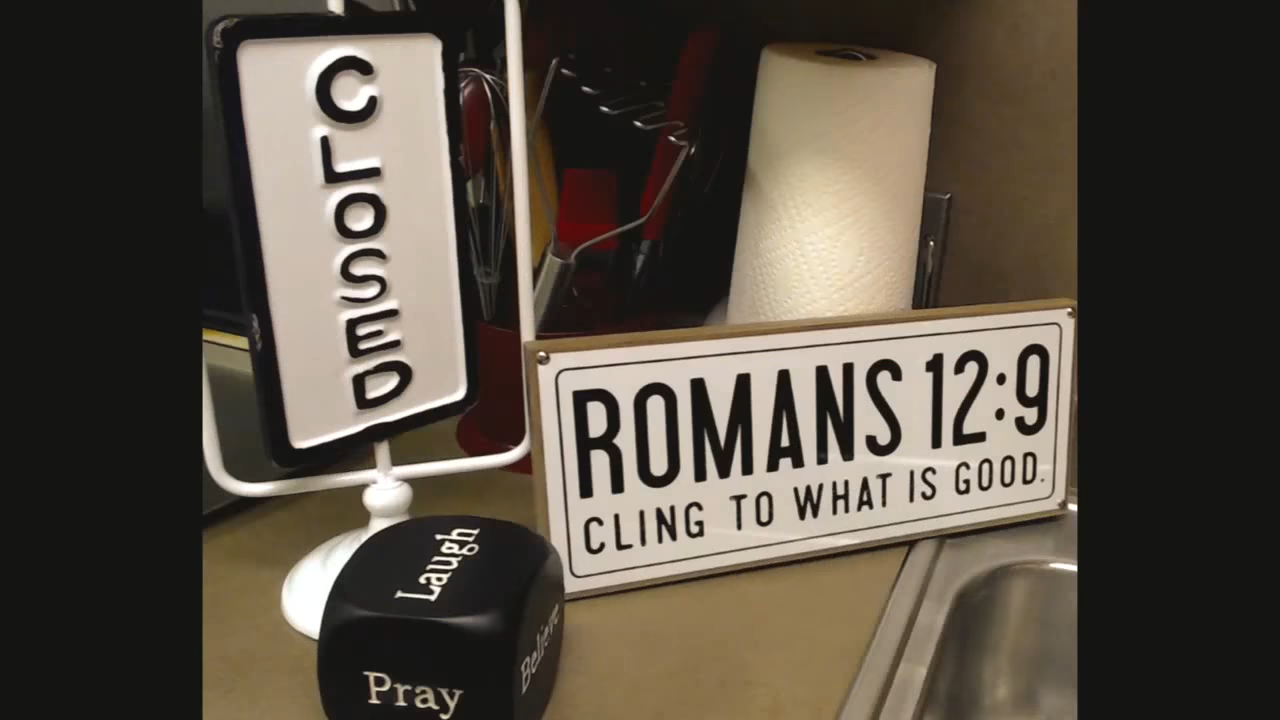 CLOSED
ROMANS 12:9
CLING TO WHAT IS GOOD.
Laugh
Pray
Believe